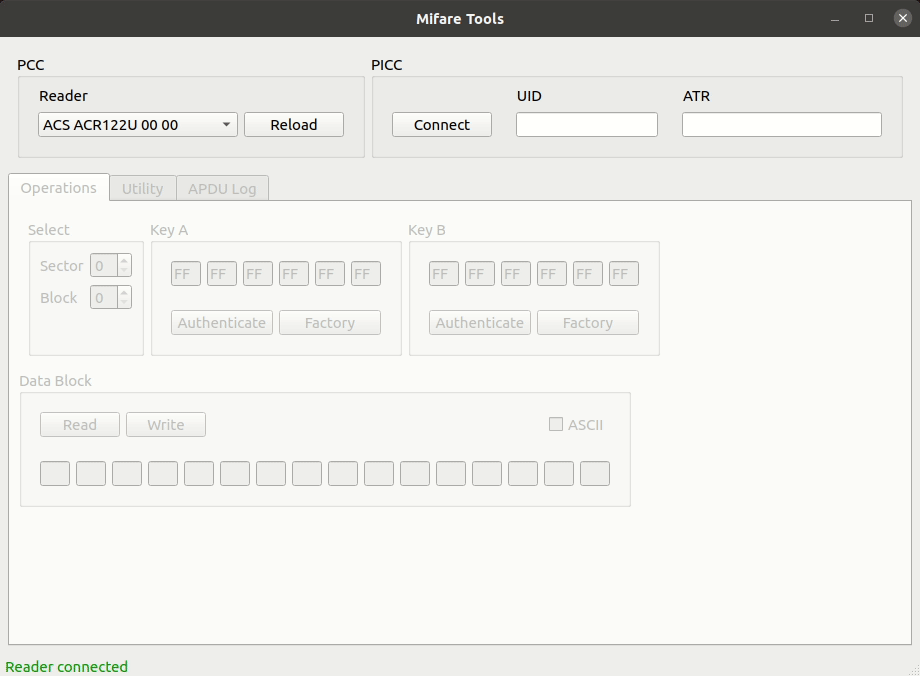 Mifare Tools
PCC
PICC
Reader
UID
ATR
ACS ACR122U 00 00
Reload
Connect
Operations
Utility
APDU Log
Select
Key A
Key B
Sector 0
FF FF FF FF FF FF
FF FF FF FF FF FF
Block 0
Authenticate
Factory
Authenticate
Factory
Data Block
Read
Write
ASCII
Reader connected